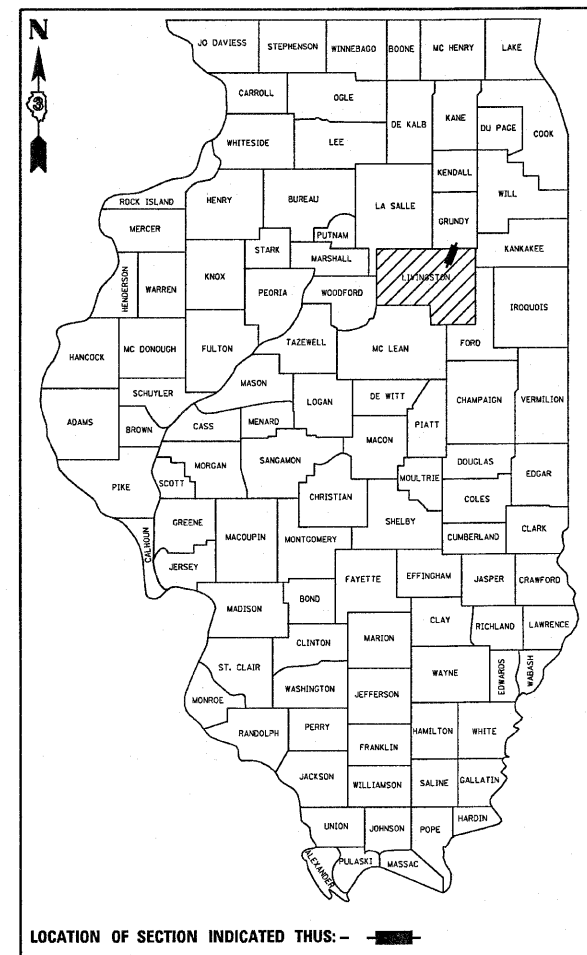 N
JO DAVIESS STEPHENSON WINNEBAGO BOONE MC HENRY LAKE
CARROLL OGLE DE KALB KANE DU PAGE COOK
WHITESIDE LEE KENDALL WILL
ROCK ISLAND HENRY BUREAU LA SALLE GRUNDY
MERCER PUTNAM KANKAKEE
HENDERSON WARREN KNOX STARK MARSHALL LIVINGSTON
PEORIA WOODFORD IROQUOIS
HANCOCK MC DONOUGH FULTON TAZEWELL MC LEAN FORD
SCHUYLER MASON LOGAN DE WITT CHAMPAIGN VERMILION
ADAMS BROWN CASS MENARD MACON PIATT
PIKE SCOTT MORGAN SANGAMON MOULTRIE DOUGLAS EDGAR
CHRISTIAN COLES
CALHOUN GREENE MACOUPIN MONTGOMERY SHELBY CUMBERLAND CLARK
JERSEY FAYETTE EFFINGHAM JASPER CRAWFORD
MADISON BOND CLAY RICHLAND LAWRENCE
CLINTON MARION
ST. CLAIR WAYNE EDWARDS WABASH
WASHINGTON JEFFERSON
MONROE
RANDOLPH PERRY HAMILTON WHITE
FRANKLIN
JACKSON WILLIAMSON SALINE GALLATIN
UNION JOHNSON POPE HARDIN
ALEXANDER PULASKI MASSAC
LOCATION OF SECTION INDICATED THUS: -